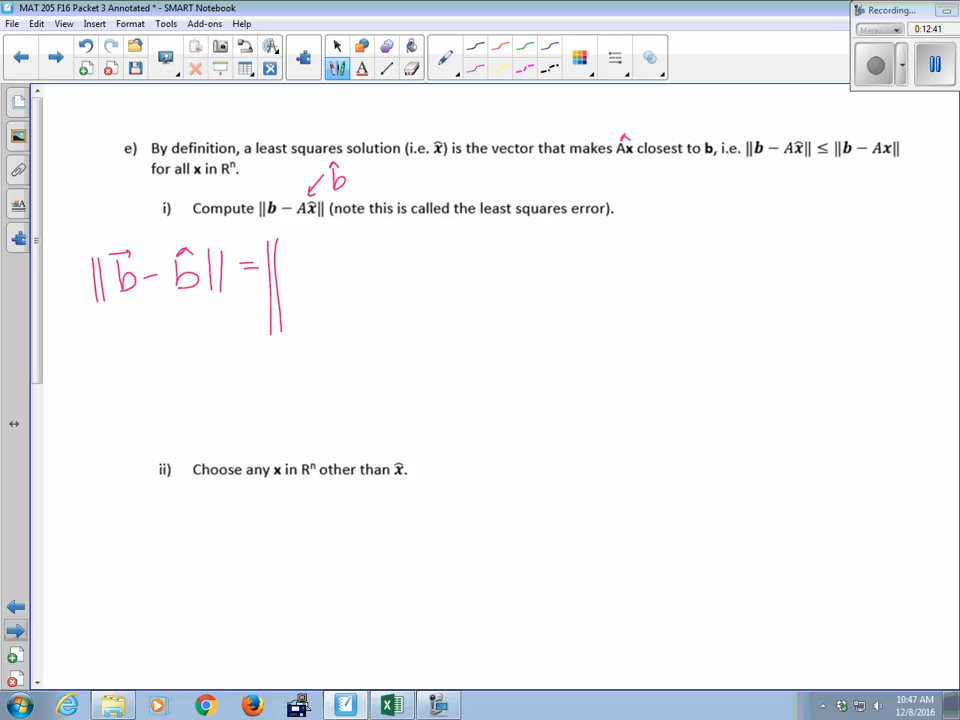 MAT 205 F16 Packet 3 Annotated * - SMART Notebook
Recording...
File Edit View Insert Format Tools Add-ons Help
Menu
0:12:41
e) By definition, a least squares solution (i.e. x̂) is the vector that makes Ax̂ closest to b, i.e. ‖b − Ax̂‖ ≤ ‖b − Ax‖
for all x in Rⁿ.
b̂
i) Compute ‖b − Ax̂‖ (note this is called the least squares error).
‖b⃗ − b̂‖ = ‖
ii) Choose any x in Rⁿ other than x̂.
10:47 AM
12/8/2016